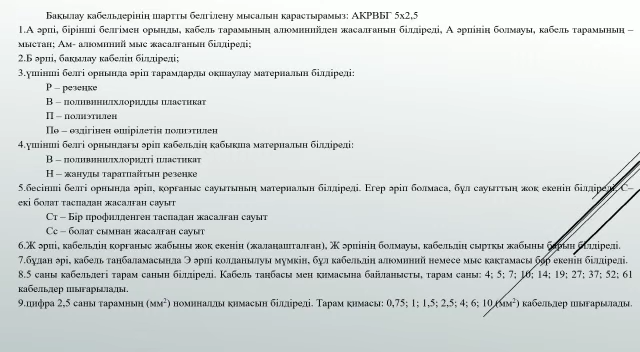 Бақылау кабельдерінің шартты белгілену мысалын қарастырамыз: АКРВБГ 5х2,5
1.А әрпі, бірінші белгімен орынды, кабель тарамының алюминийден жасалғанын білдіреді, А әрпінің болмауы, кабель тарамының –
мыстан; Ам- алюминий мыс жасалғанын білдіреді;
2.Б әрпі, бақылау кабелін білдіреді;
3.үшінші белгі орнында әріп тарамдарды оқшаулау материалын білдіреді:
Р – резеңке
В – поливинилхлоридды пластикат
П – полиэтилен
Пө – өздігінен өшірілетін полиэтилен
4.үшінші белгі орнындағы әріп кабельдің қабықша материалын білдіреді:
В – поливинилхлоридті пластикат
Н – жануды таратпайтын резеңке
5.бесінші белгі орнында әріп, қорғаныс сауытының материалын білдіреді. Егер әріп болмаса, бұл сауыттың жоқ екенін білдіреді. С–
екі болат таспадан жасалған сауыт
Ст – Бір профилденген таспадан жасалған сауыт
Сс – болат сымнан жасалған сауыт
6.Ж әрпі, кабельдің қорғаныс жабыны жоқ екенін (жалаңашталған), Ж әрпінің болмауы, кабельдің сыртқы жабыны барын білдіреді.
7.бұдан әрі, кабель таңбаламасында Э әрпі қолданылуы мүмкін, бұл кабельдің алюминий немесе мыс қақтамасы бар екенін білдіреді.
8.5 саны кабельдегі тарам санын білдіреді. Кабель таңбасы мен қимасына байланысты, тарам саны: 4; 5; 7; 10; 14; 19; 27; 37; 52; 61
кабельдер шығарылады.
9.цифра 2,5 саны тарамның (мм²) номиналды қимасын білдіреді. Тарам қимасы: 0,75; 1; 1,5; 2,5; 4; 6; 10 (мм²) кабельдер шығарылады.